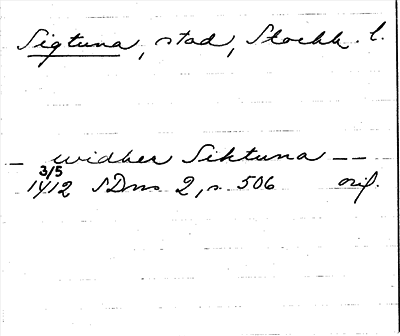 Sigtuna, stad, Stockh. l.
– widher Siktuna – –
3/5
1412 SDns 2, s. 506 orig.